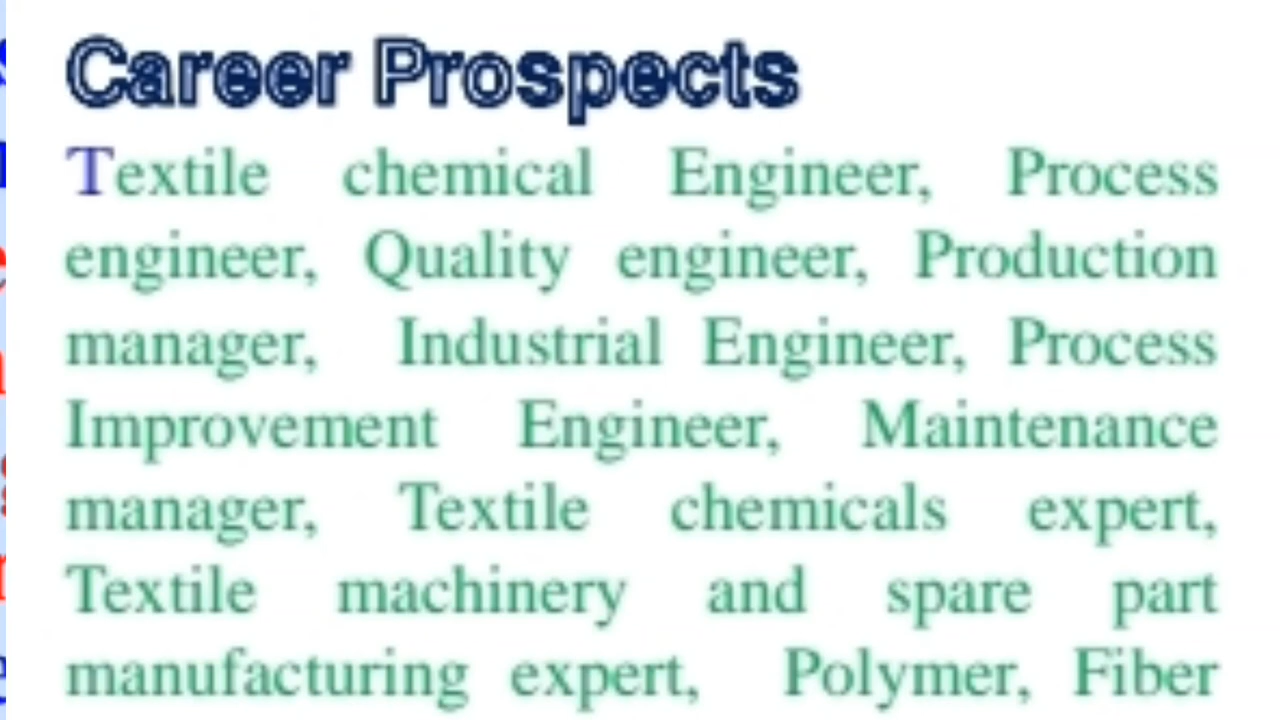 Career Prospects
Textile chemical Engineer, Process
engineer, Quality engineer, Production
manager, Industrial Engineer, Process
Improvement Engineer, Maintenance
manager, Textile chemicals expert,
Textile machinery and spare part
manufacturing expert, Polymer, Fiber